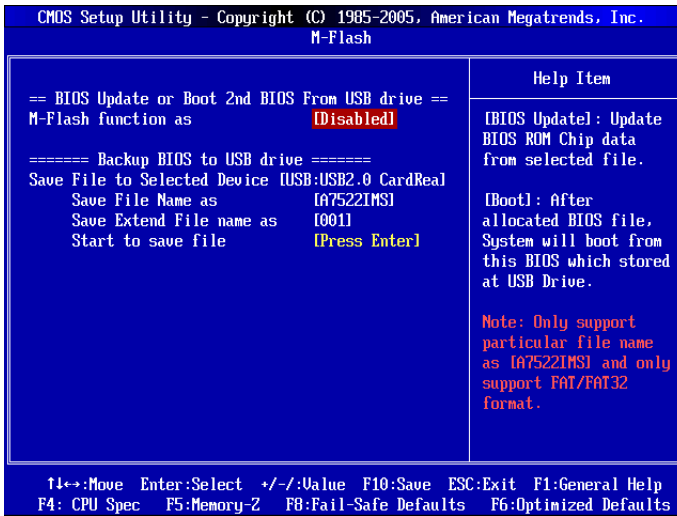 CMOS Setup Utility - Copyright (C) 1985-2005, American Megatrends, Inc.
M-Flash
== BIOS Update or Boot 2nd BIOS From USB drive ==
M-Flash function as [Disabled]
======= Backup BIOS to USB drive =======
Save File to Selected Device [USB:USB2.0 CardRea]
Save File Name as [A7522IMS]
Save Extend File name as [001]
Start to save file [Press Enter]
Help Item
[BIOS Update]: Update
BIOS ROM Chip data
from selected file.
[Boot]: After
allocated BIOS file,
System will boot from
this BIOS which stored
at USB Drive.
Note: Only support
particular file name
as [A7522IMS] and only
support FAT/FAT32
format.
↑↓←→:Move Enter:Select +/-/:Value F10:Save ESC:Exit F1:General Help
F4: CPU Spec F5:Memory-Z F8:Fail-Safe Defaults F6:Optimized Defaults